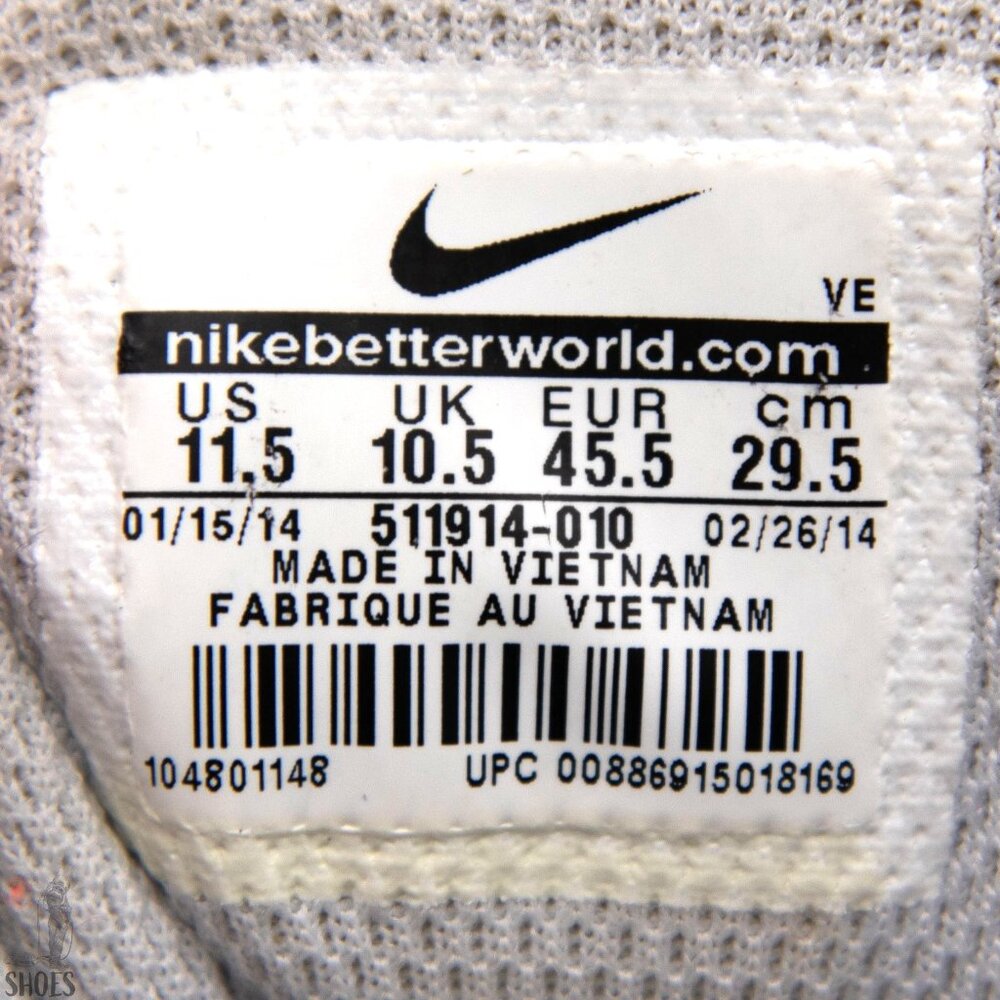 VE
nikebetterworld.com
US UK EUR cm
11.5 10.5 45.5 29.5
01/15/14 511914-010 02/26/14
MADE IN VIETNAM
FABRIQUE AU VIETNAM
104801148 UPC 00886915018169
SHOES